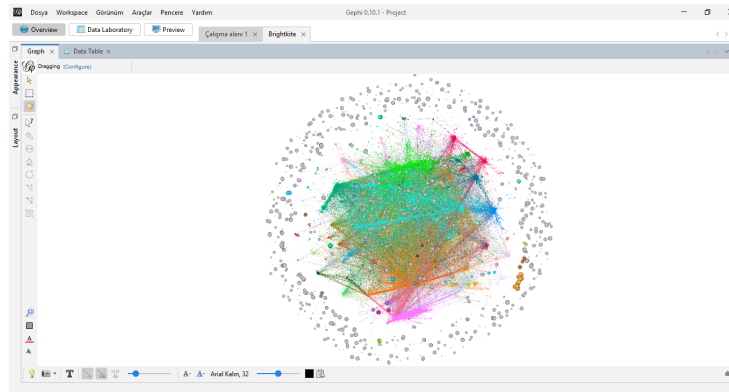 Dosya Workspace Görünüm Araçlar Pencere Yardım
Gephi 0.10.1 - Project
Overview Data Laboratory Preview Çalışma alanı 1 Brightkite
Graph Data Table
Dragging (Configure)
Appearance
Layout
T T A- A- Arial Kalın, 32
A
A